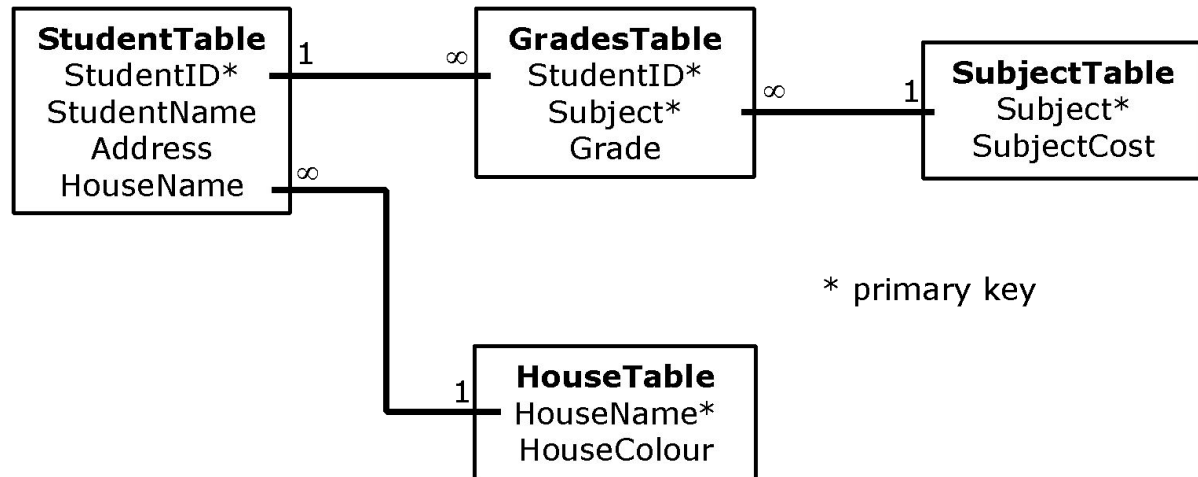 StudentTable
StudentID*
StudentName
Address
HouseName
1
∞
∞
GradesTable
StudentID*
Subject*
Grade
∞
1
SubjectTable
Subject*
SubjectCost
* primary key
1
HouseTable
HouseName*
HouseColour